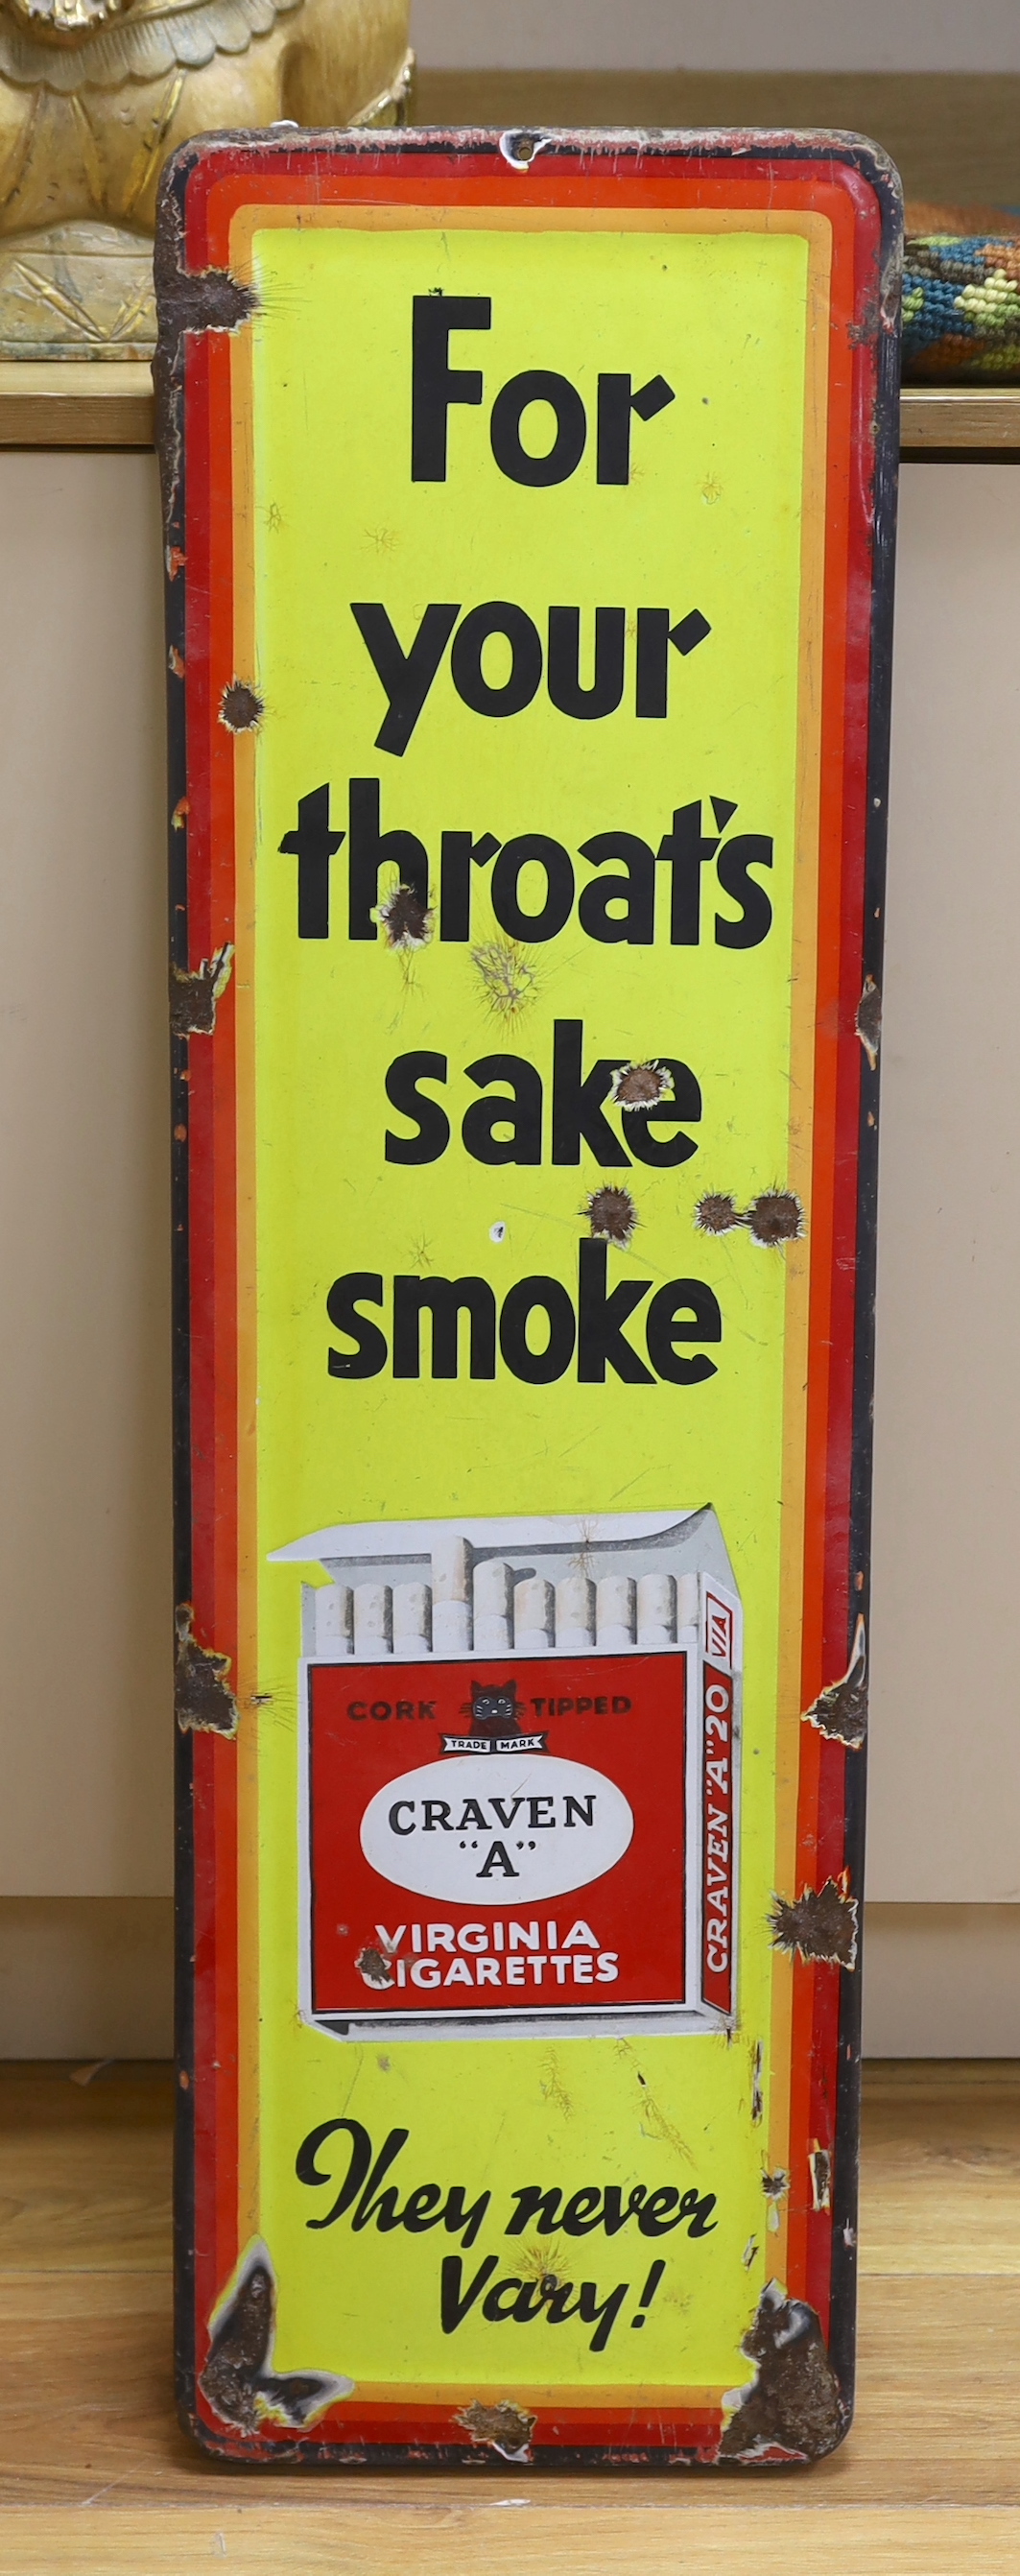 For
your
throat's
sake
smoke
CORK TIPPED
TRADE MARK
CRAVEN
"A"
VIRGINIA
CIGARETTES
CRAVEN "A" 20
They never
Vary!